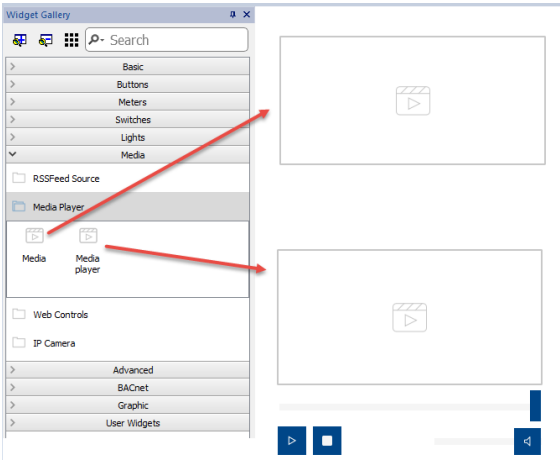 Widget Gallery
Search
Basic
Buttons
Meters
Switches
Lights
Media
RSSFeed Source
Media Player
Media
Media
player
Web Controls
IP Camera
Advanced
BACnet
Graphic
User Widgets